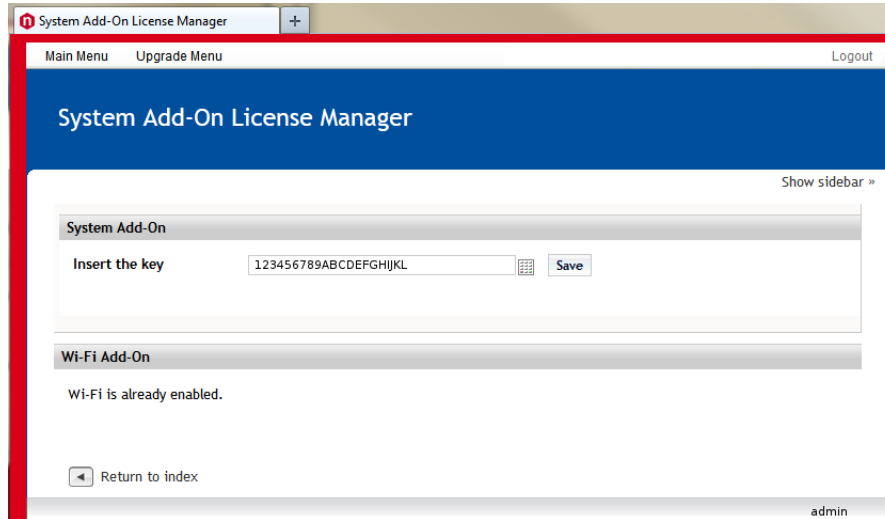 System Add-On License Manager
Main Menu Upgrade Menu Logout
System Add-On License Manager
Show sidebar »
System Add-On
Insert the key 123456789ABCDEFGHIJKL Save
Wi-Fi Add-On
Wi-Fi is already enabled.
Return to index
admin